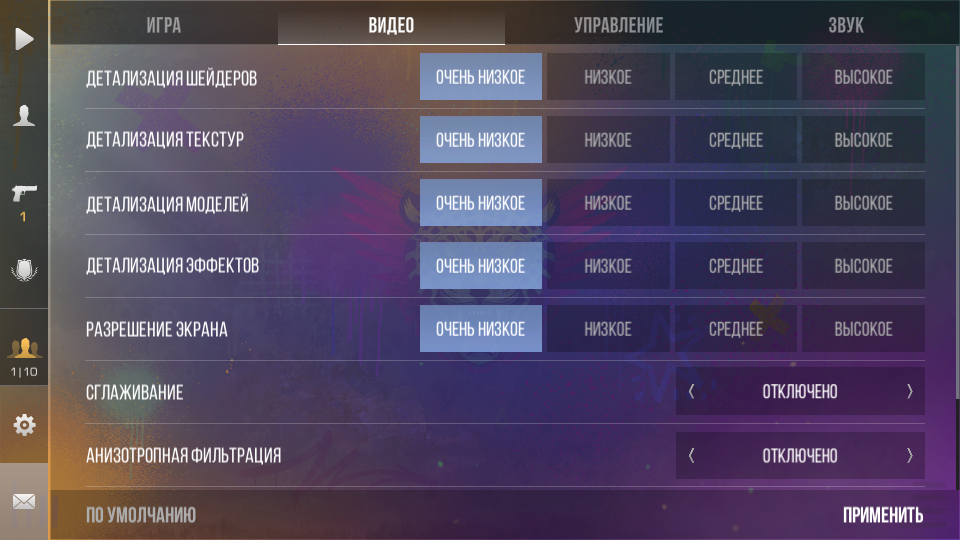 ИГРА ВИДЕО УПРАВЛЕНИЕ ЗВУК
ДЕТАЛИЗАЦИЯ ШЕЙДЕРОВ ОЧЕНЬ НИЗКОЕ НИЗКОЕ СРЕДНЕЕ ВЫСОКОЕ
ДЕТАЛИЗАЦИЯ ТЕКСТУР ОЧЕНЬ НИЗКОЕ НИЗКОЕ СРЕДНЕЕ ВЫСОКОЕ
1
ДЕТАЛИЗАЦИЯ МОДЕЛЕЙ ОЧЕНЬ НИЗКОЕ НИЗКОЕ СРЕДНЕЕ ВЫСОКОЕ
ДЕТАЛИЗАЦИЯ ЭФФЕКТОВ ОЧЕНЬ НИЗКОЕ НИЗКОЕ СРЕДНЕЕ ВЫСОКОЕ
РАЗРЕШЕНИЕ ЭКРАНА ОЧЕНЬ НИЗКОЕ НИЗКОЕ СРЕДНЕЕ ВЫСОКОЕ
1|10
СГЛАЖИВАНИЕ ОТКЛЮЧЕНО
АНИЗОТРОПНАЯ ФИЛЬТРАЦИЯ ОТКЛЮЧЕНО
ПО УМОЛЧАНИЮ ПРИМЕНИТЬ